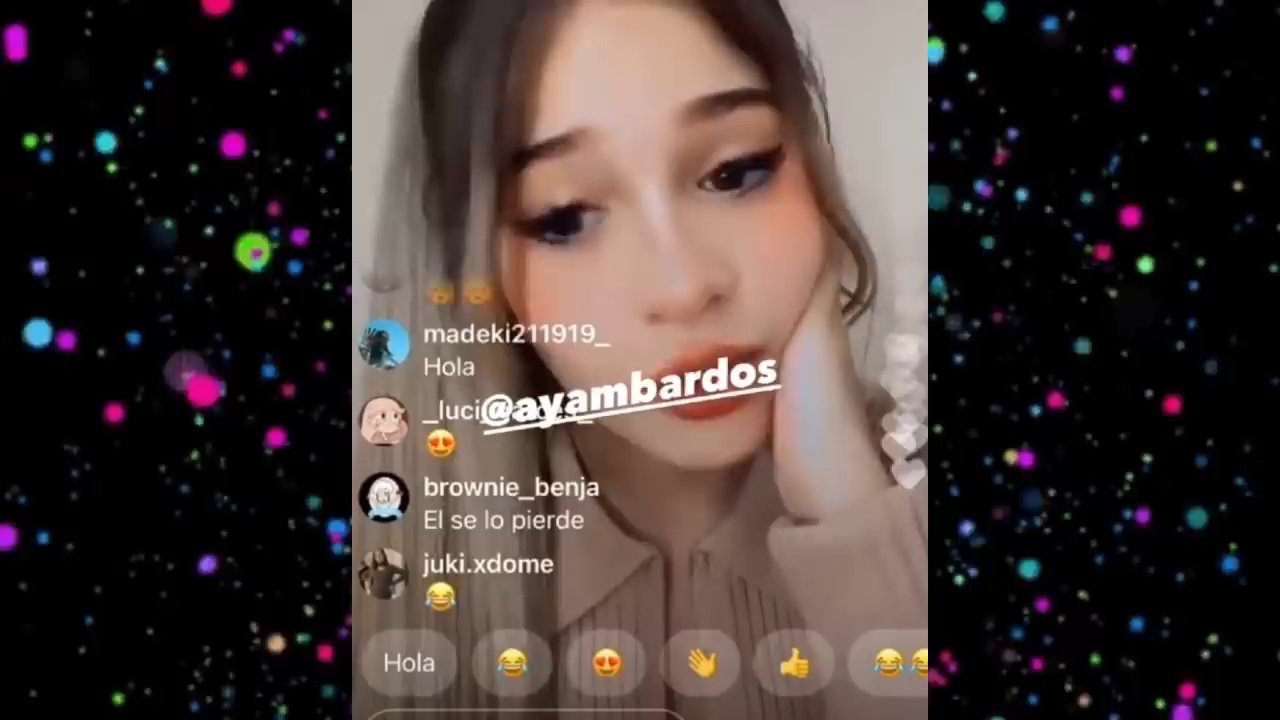 madeki211919_
Hola
@ayambardos
😍
brownie_benja
El se lo pierde
juki.xdome
😂
Hola 😂 😍 👋 👍 😂